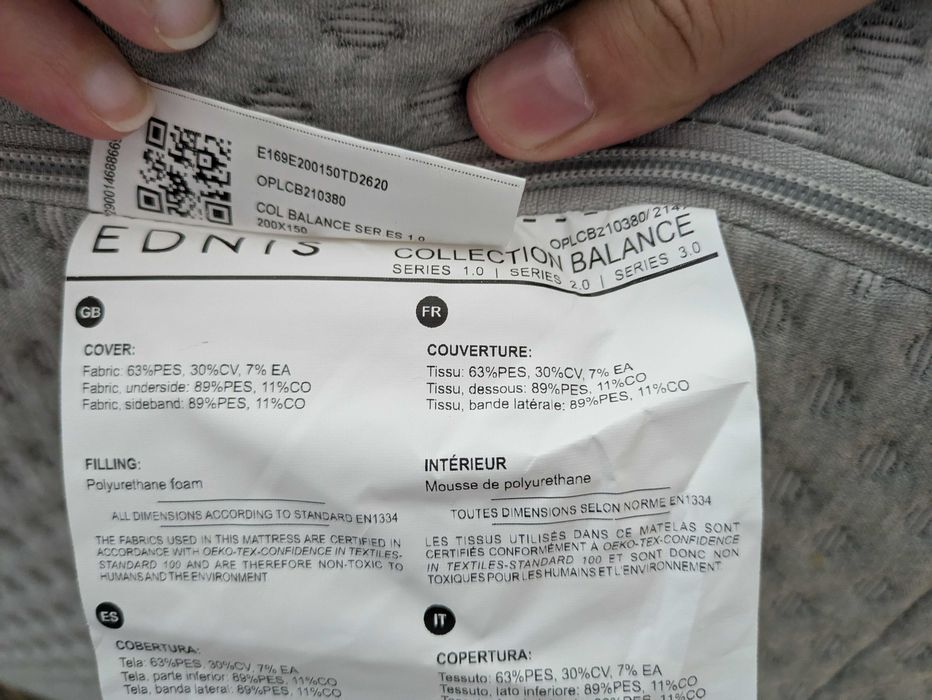 E169E200150TD2620
OPLCB210380
COL BALANCE SER ES 1.0
200X150
EDNIS
OPLCB210380/
COLLECTION BALANCE
SERIES 1.0 | SERIES 2.0 | SERIES 3.0
GB
COVER:
Fabric: 63%PES, 30%CV, 7% EA
Fabric, underside: 89%PES, 11%CO
Fabric, sideband: 89%PES, 11%CO
FILLING:
Polyurethane foam
ALL DIMENSIONS ACCORDING TO STANDARD EN1334
THE FABRICS USED IN THIS MATTRESS ARE CERTIFIED IN
ACCORDANCE WITH OEKO-TEX-CONFIDENCE IN TEXTILES-
STANDARD 100 AND ARE THEREFORE NON-TOXIC TO
HUMANS AND THE ENVIRONMENT
FR
COUVERTURE:
Tissu: 63%PES, 30%CV, 7% EA
Tissu, dessous: 89%PES, 11%CO
Tissu, bande latérale: 89%PES, 11%CO
INTÉRIEUR
Mousse de polyurethane
TOUTES DIMENSIONS SELON NORME EN1334
LES TISSUS UTILISÉS DANS CE MATELAS SONT
CERTIFIÉS CONFORMÉMENT À OEKO-TEX-CONFIDENCE
IN TEXTILES-STANDARD 100 ET SONT DONC NON
TOXIQUES POUR LES HUMAINS ET L'ENVIRONNEMENT.
ES
COBERTURA:
Tela: 63%PES, 30%CV, 7% EA
Tela, parte inferior: 89%PES, 11%CO
Tela, banda lateral: 89%PES, 11%CO
IT
COPERTURA:
Tessuto: 63%PES, 30%CV, 7% EA
Tessuto, lato inferiore: 89%PES, 11%CO